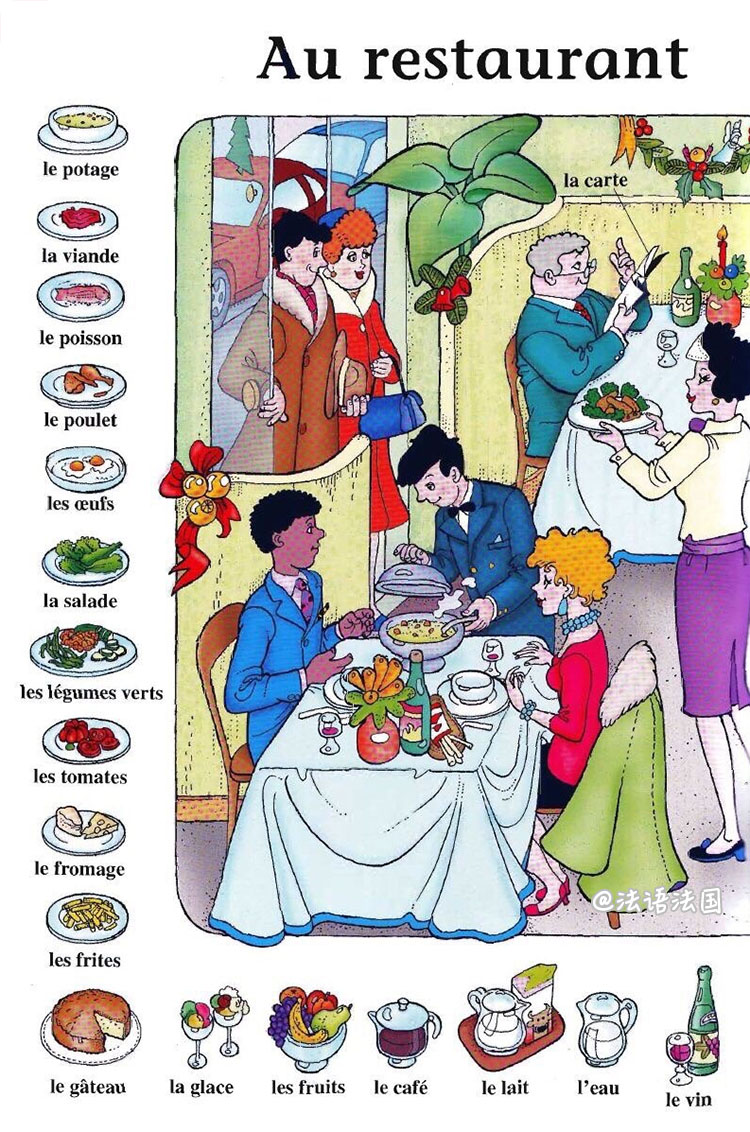 Au restaurant
le potage
la viande
le poisson
le poulet
les œufs
la salade
les légumes verts
les tomates
le fromage
les frites
la carte
@法语法国
le gâteau
la glace
les fruits
le café
le lait
l'eau
le vin